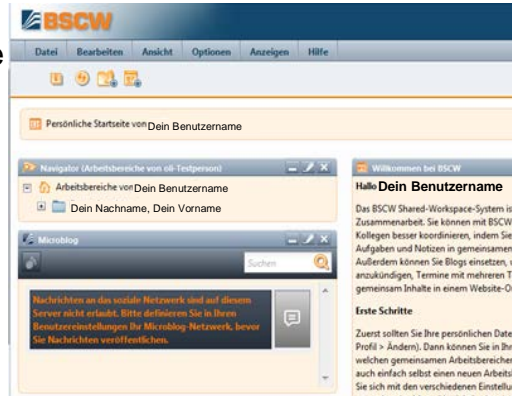 e
BSCW
Datei Bearbeiten Ansicht Optionen Anzeigen Hilfe
Persönliche Startseite von Dein Benutzername
Navigator (Arbeitsbereiche von oli-Testperson)
Arbeitsbereiche von Dein Benutzername
Dein Nachname, Dein Vorname
Microblog
Suchen
Nachrichten an das soziale Netzwerk sind auf diesem
Server nicht erlaubt. Bitte definieren Sie in Ihren
Benutzereinstellungen Ihr Microblog-Netzwerk, bevor
Sie Nachrichten veröffentlichen.
Willkommen bei BSCW
Hallo Dein Benutzername
Das BSCW Shared-Workspace-System is
Zusammenarbeit. Sie können mit BSCW
Kollegen besser koordinieren, indem Sie
Aufgaben und Notizen in gemeinsamen
Außerdem können Sie Blogs einsetzen,
anzukündigen, Termine mit mehreren T
gemeinsam Inhalte in einem Website-O
Erste Schritte
Zuerst sollten Sie Ihre persönlichen Date
Profil > Ändern). Dann können Sie in Ihr
welchen gemeinsamen Arbeitsbereichen
auch einfach selbst einen neuen Arbeits
Sie sich mit den verschiedenen Einstellu